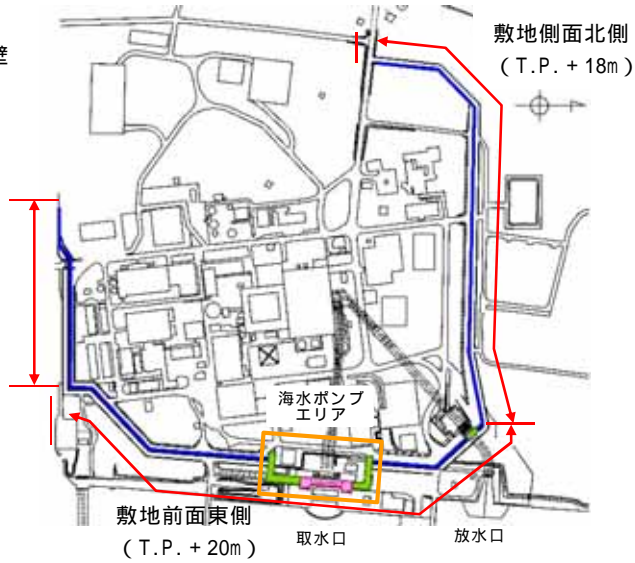 壁
敷地側面北側
（T.P.＋18m）
海水ポンプ
エリア
敷地前面東側
（T.P.＋20m）
取水口
放水口